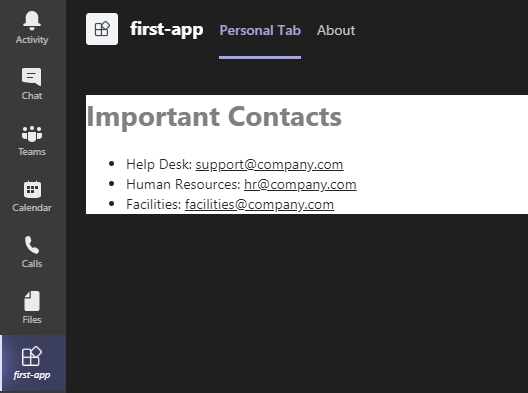 Activity
Chat
Teams
Calendar
Calls
Files
first-app
first-app Personal Tab About
Important Contacts
• Help Desk: support@company.com
• Human Resources: hr@company.com
• Facilities: facilities@company.com